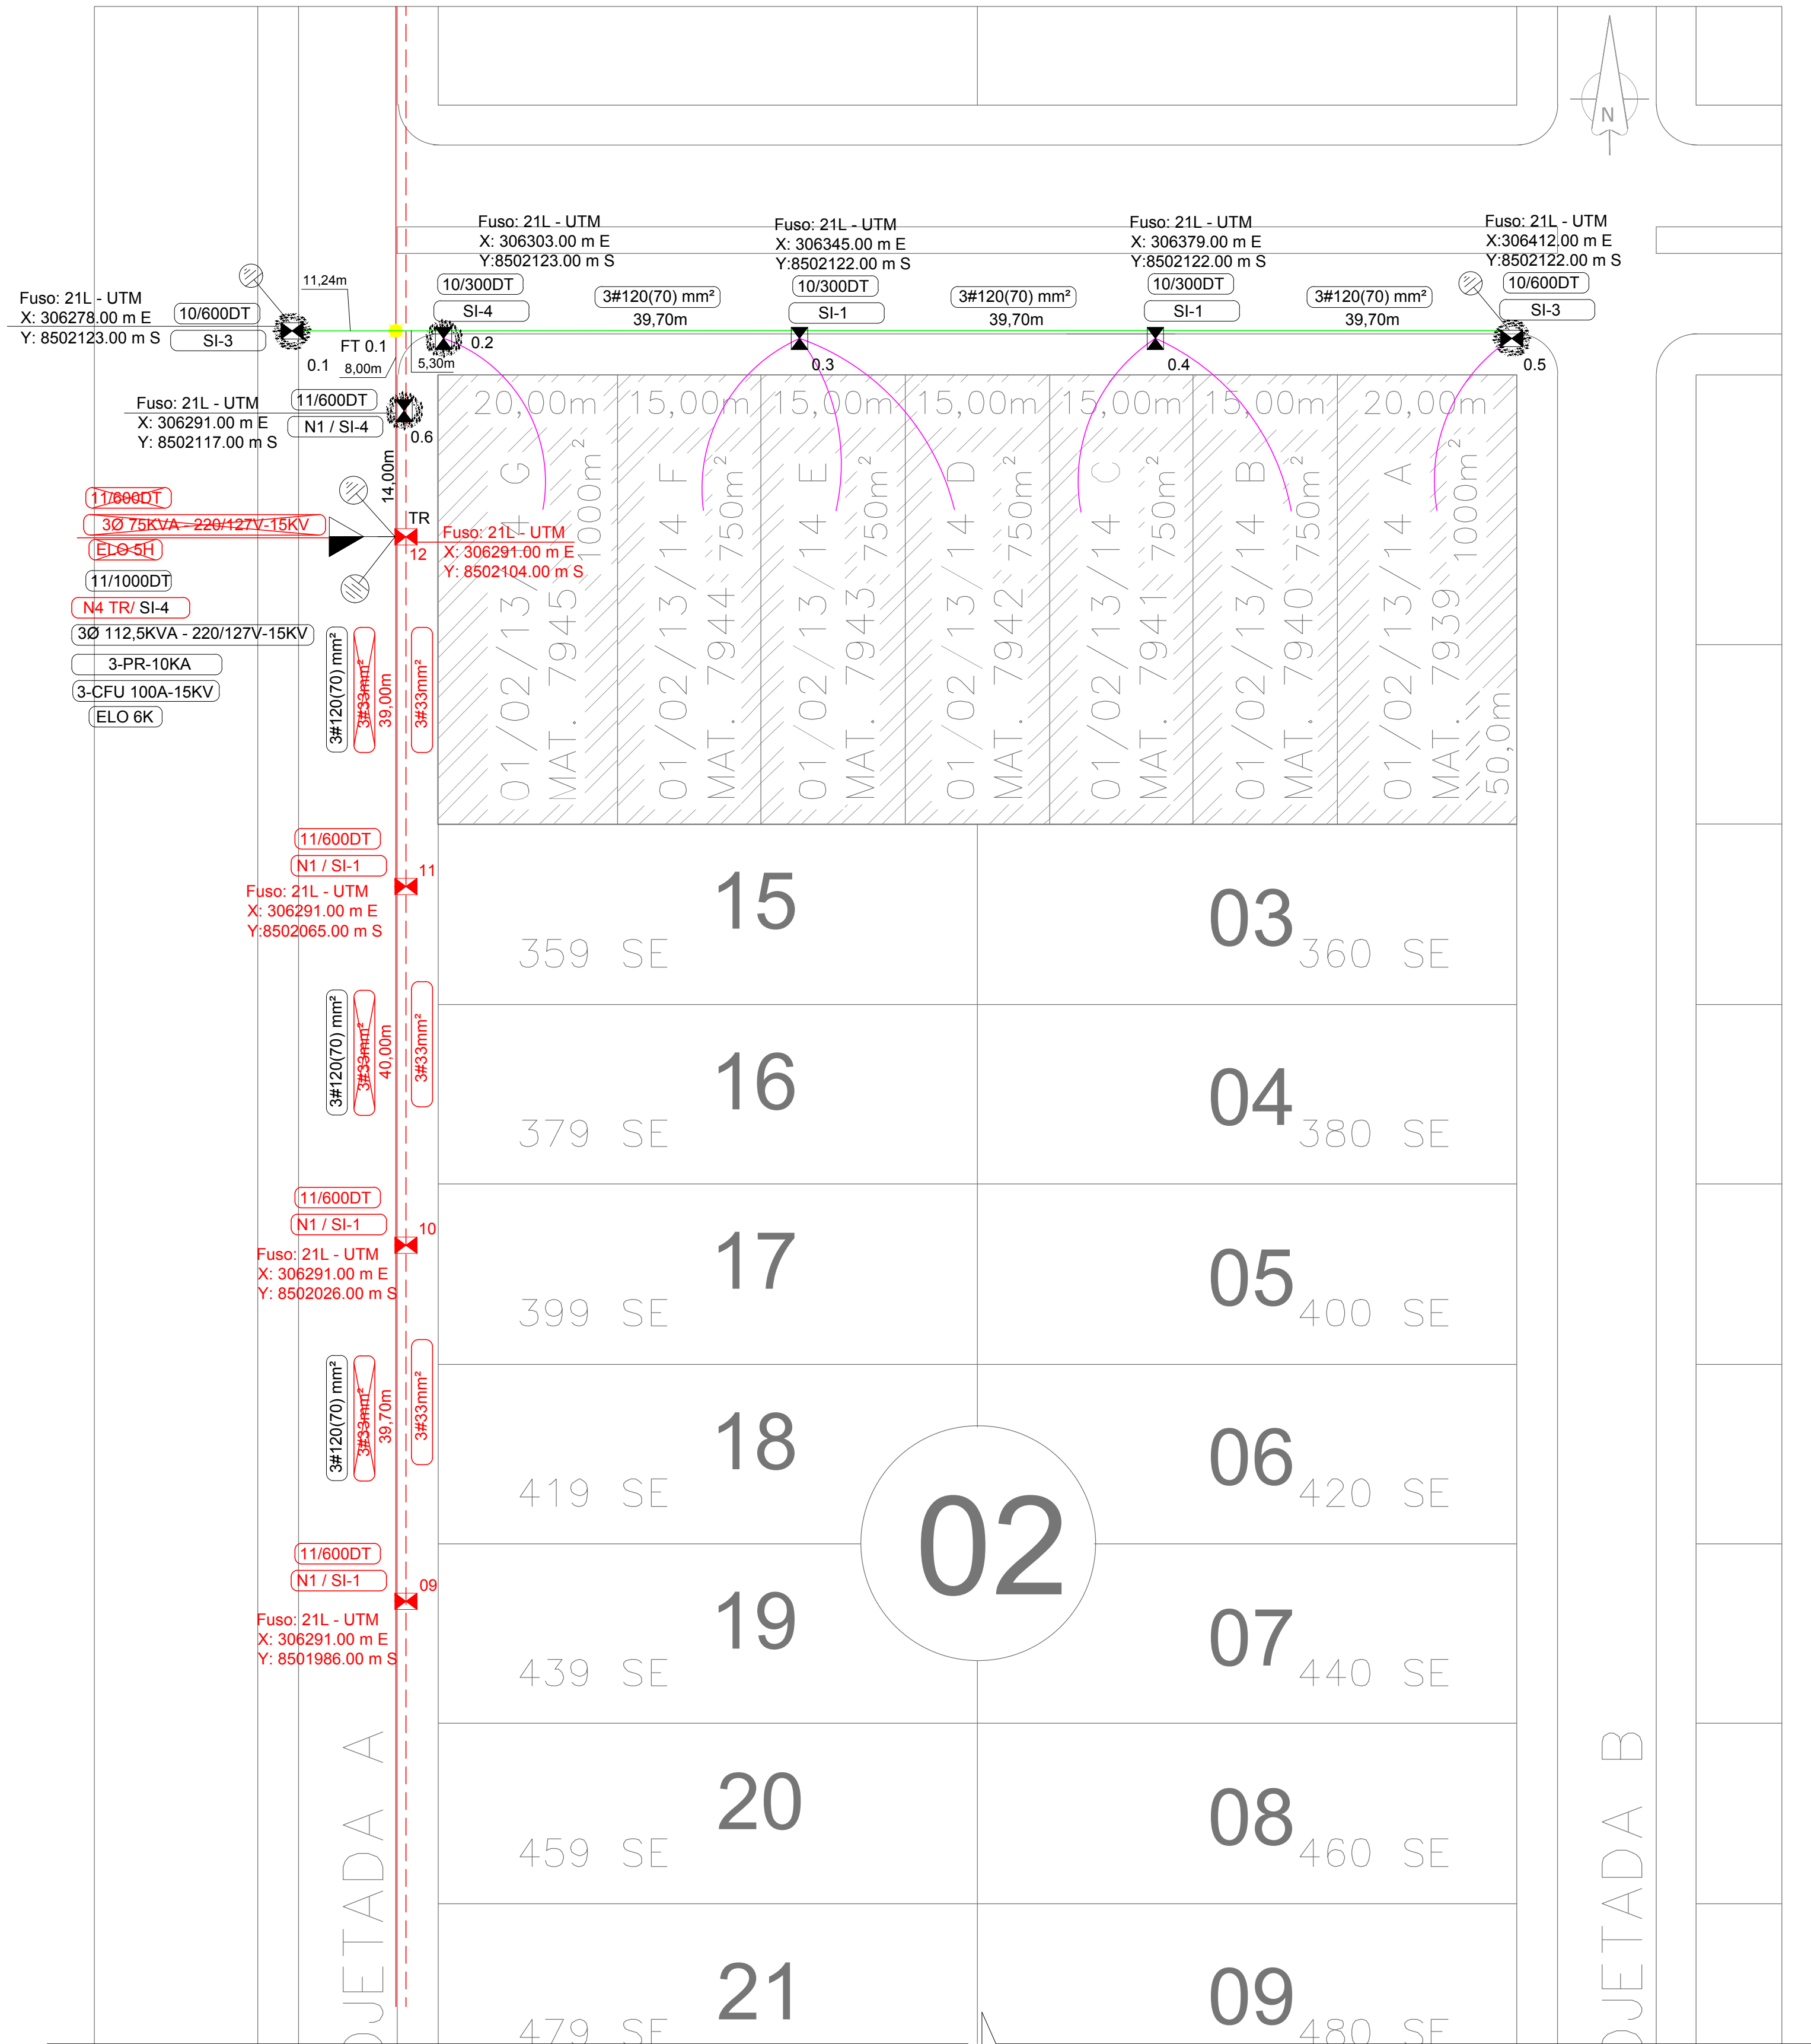 N
Fuso: 21L - UTM
X: 306303.00 m E
Y:8502123.00 m S
10/300DT
SI-4
Fuso: 21L - UTM
X: 306345.00 m E
Y:8502122.00 m S
10/300DT
SI-1
Fuso: 21L - UTM
X: 306379.00 m E
Y:8502122.00 m S
10/300DT
SI-1
Fuso: 21L - UTM
X:306412.00 m E
Y:8502122.00 m S
10/600DT
SI-3
3#120(70) mm²
39,70m
3#120(70) mm²
39,70m
3#120(70) mm²
39,70m
Fuso: 21L - UTM
X: 306278.00 m E
Y: 8502123.00 m S
10/600DT
SI-3
11,24m
0.1
FT 0.1
8,00m
5,30m
0.2
0.3
0.4
0.5
Fuso: 21L - UTM
X: 306291.00 m E
Y: 8502117.00 m S
11/600DT
N1 / SI-4
0.6
14,00m
20,00m
15,00m
15,00m
15,00m
15,00m
15,00m
20,00m
01/02/13/14 G
MAT. 7945
1000m²
01/02/13/14 F
MAT. 7944
750m²
01/02/13/14 E
MAT. 7943
750m²
01/02/13/14 D
MAT. 7942
750m²
01/02/13/14 C
MAT. 7941
750m²
01/02/13/14 B
MAT. 7940
750m²
01/02/13/14 A
MAT. 7939
1000m²
50,0m
11/600DT
3Ø 75KVA - 220/127V-15KV
ELO 5H
11/1000DT
N4 TR/ SI-4
3Ø 112,5KVA - 220/127V-15KV
3-PR-10KA
3-CFU 100A-15KV
ELO 6K
TR
12
Fuso: 21L - UTM
X: 306291.00 m E
Y: 8502104.00 m S
3#120(70) mm²
3#33mm²
39,00m
3#33mm²
11/600DT
N1 / SI-1
11
Fuso: 21L - UTM
X: 306291.00 m E
Y:8502065.00 m S
15
359 SE
03
360 SE
3#120(70) mm²
3#33mm²
40,00m
3#33mm²
16
379 SE
04
380 SE
11/600DT
N1 / SI-1
10
Fuso: 21L - UTM
X: 306291.00 m E
Y: 8502026.00 m S
17
399 SE
05
400 SE
3#120(70) mm²
3#33mm²
39,70m
3#33mm²
18
419 SE
06
420 SE
02
11/600DT
N1 / SI-1
09
Fuso: 21L - UTM
X: 306291.00 m E
Y: 8501986.00 m S
19
439 SE
07
440 SE
20
459 SE
08
460 SE
21
479 SE
09
480 SE
OJETADA A
OJETADA B